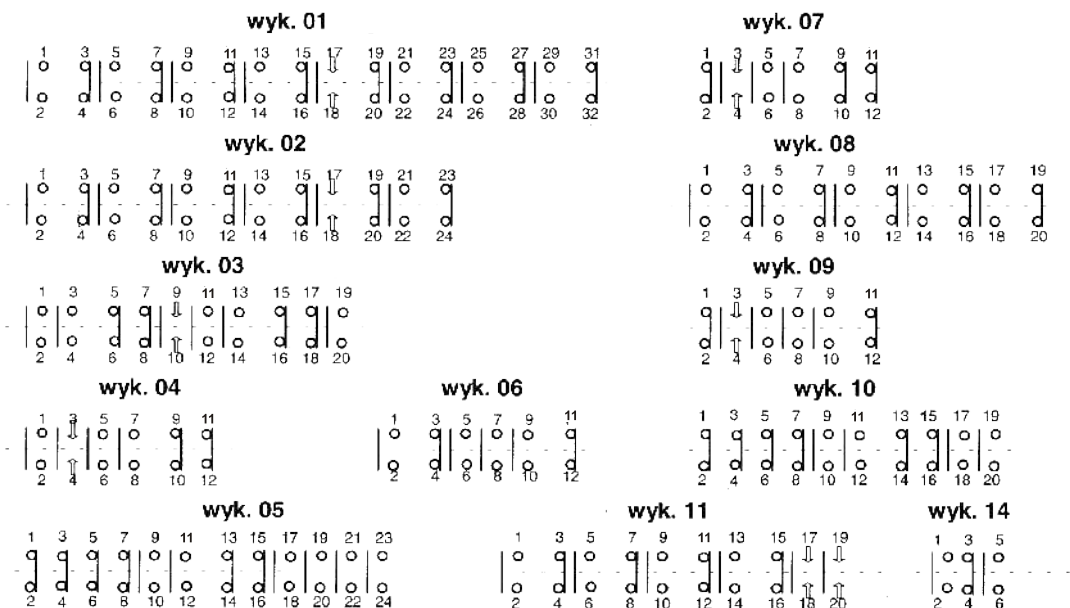 wyk. 01
1 3 5 7 9 11 13 15 17 19 21 23 25 27 29 31
2 4 6 8 10 12 14 16 18 20 22 24 26 28 30 32
wyk. 07
1 3 5 7 9 11
2 4 6 8 10 12
wyk. 02
1 3 5 7 9 11 13 15 17 19 21 23
2 4 6 8 10 12 14 16 18 20 22 24
wyk. 08
1 3 5 7 9 11 13 15 17 19
2 4 6 8 10 12 14 16 18 20
wyk. 03
1 3 5 7 9 11 13 15 17 19
2 4 6 8 10 12 14 16 18 20
wyk. 09
1 3 5 7 9 11
2 4 6 8 10 12
wyk. 04
1 3 5 7 9 11
2 4 6 8 10 12
wyk. 06
1 3 5 7 9 11
2 4 6 8 10 12
wyk. 10
1 3 5 7 9 11 13 15 17 19
2 4 6 8 10 12 14 16 18 20
wyk. 05
1 3 5 7 9 11 13 15 17 19 21 23
2 4 6 8 10 12 14 16 18 20 22 24
wyk. 11
1 3 5 7 9 11 13 15 17 19
2 4 6 8 10 12 14 16 18 20
wyk. 14
1 3 5
2 4 6